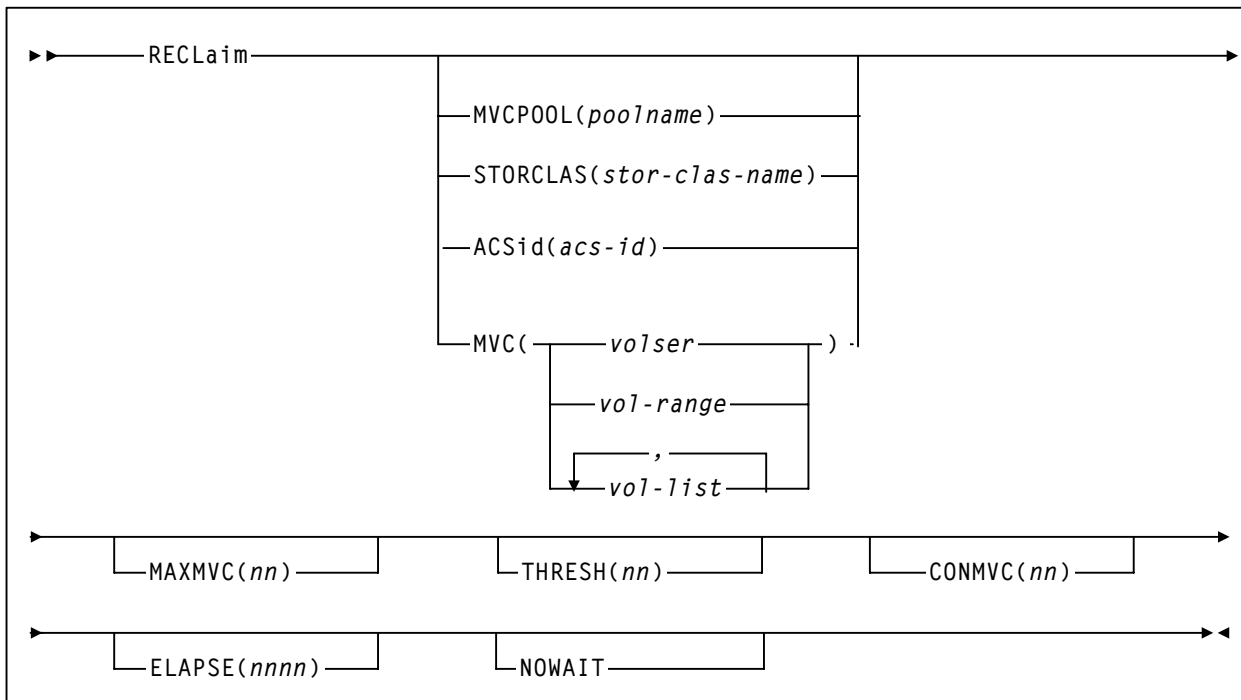 RECLaim
MVCPOOL(poolname)
STORCLAS(stor-clas-name)
ACSid(acs-id)
MVC( volser )
vol-range
,
vol-list
MAXMVC(nn) THRESH(nn) CONMVC(nn)
ELAPSE(nnnn) NOWAIT